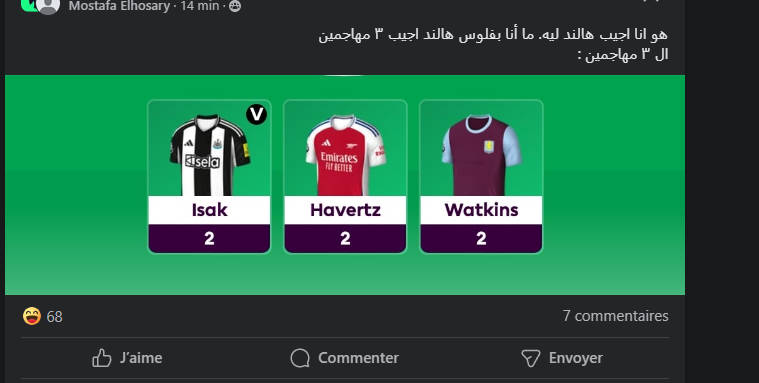 Mostafa Elhosary · 14 min ·
هو انا اجيب هالند ليه. ما أنا بفلوس هالند اجيب ٣ مهاجمين
ال ٣ مهاجمين :
V
sela
Isak
2
Emirates
FLY BETTER
Havertz
2
Watkins
2
68
7 commentaires
J'aime
Commenter
Envoyer